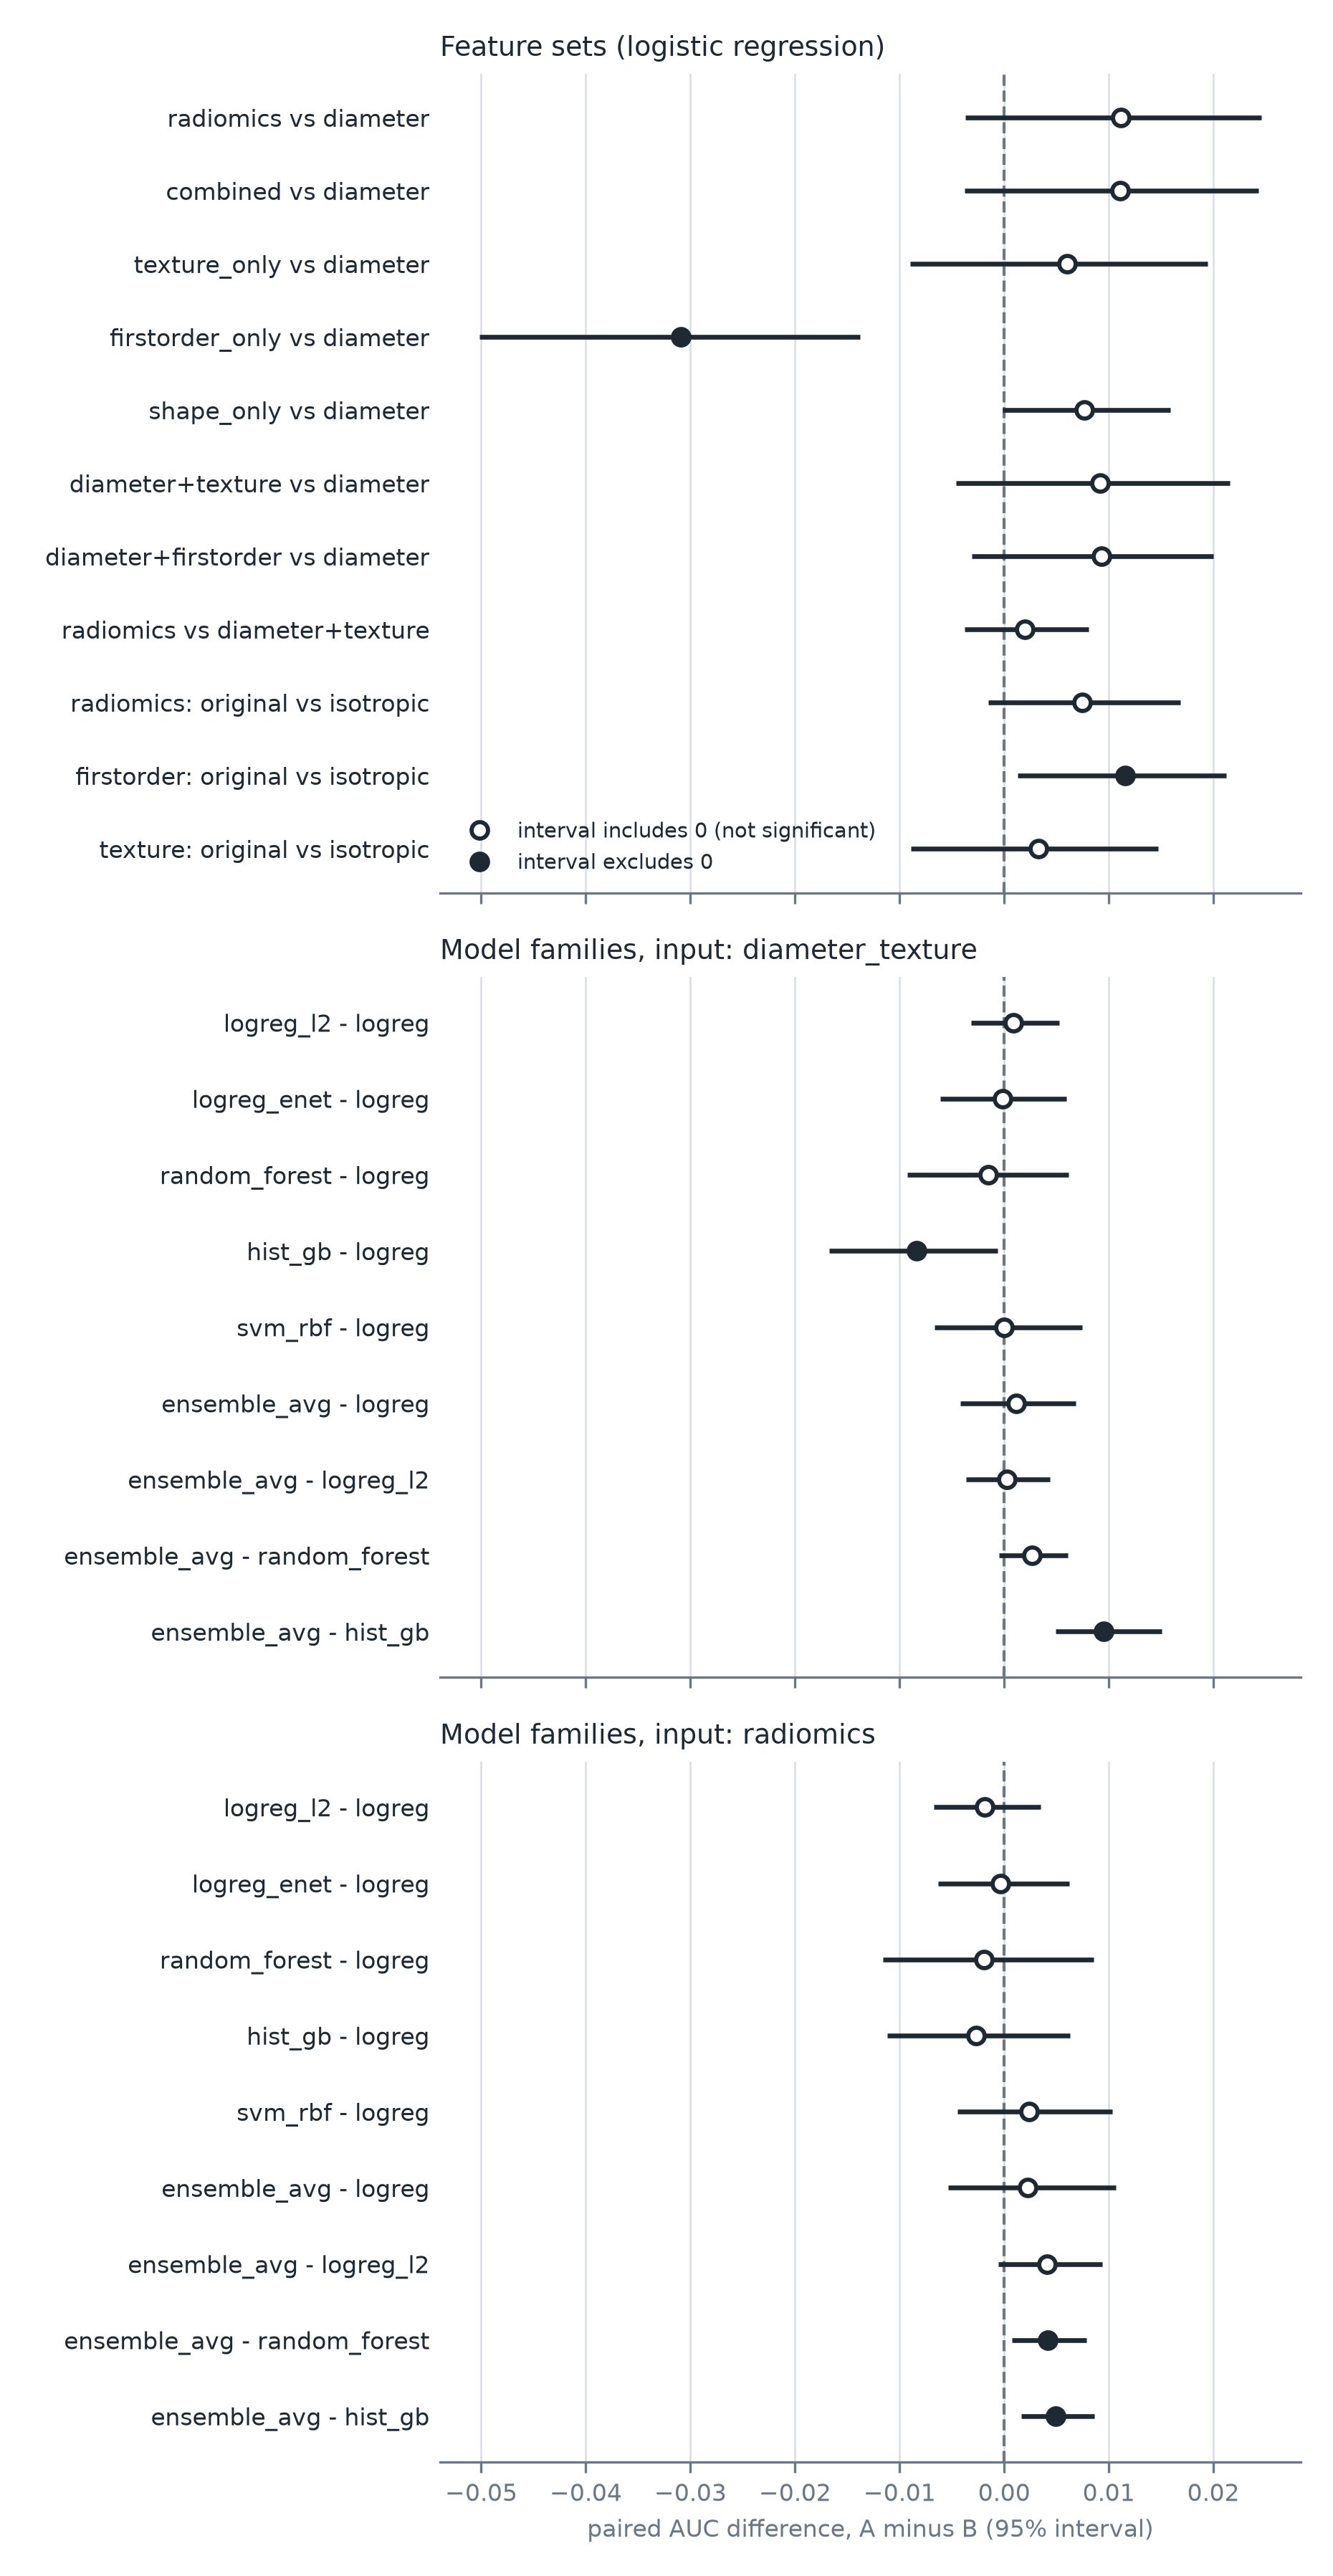 Feature sets (logistic regression)
radiomics vs diameter
combined vs diameter
texture_only vs diameter
firstorder_only vs diameter
shape_only vs diameter
diameter+texture vs diameter
diameter+firstorder vs diameter
radiomics vs diameter+texture
radiomics: original vs isotropic
firstorder: original vs isotropic
texture: original vs isotropic
interval includes 0 (not significant)
interval excludes 0
Model families, input: diameter_texture
logreg_l2 - logreg
logreg_enet - logreg
random_forest - logreg
hist_gb - logreg
svm_rbf - logreg
ensemble_avg - logreg
ensemble_avg - logreg_l2
ensemble_avg - random_forest
ensemble_avg - hist_gb
Model families, input: radiomics
logreg_l2 - logreg
logreg_enet - logreg
random_forest - logreg
hist_gb - logreg
svm_rbf - logreg
ensemble_avg - logreg
ensemble_avg - logreg_l2
ensemble_avg - random_forest
ensemble_avg - hist_gb
−0.05 −0.04 −0.03 −0.02 −0.01 0.00 0.01 0.02
paired AUC difference, A minus B (95% interval)